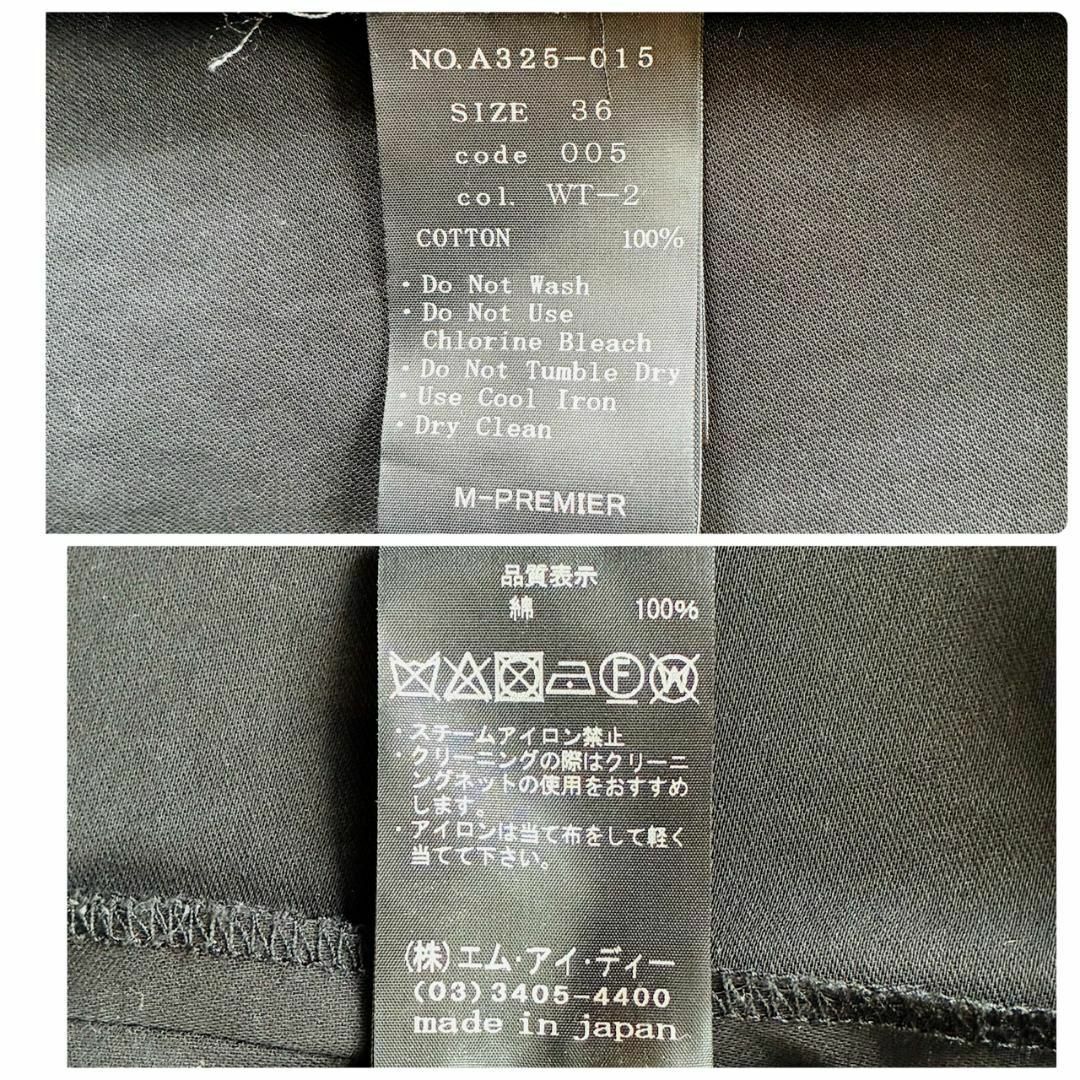 NO.A325-015
SIZE 36
code 005
col. WT-2
COTTON 100%
・Do Not Wash
・Do Not Use
Chlorine Bleach
・Do Not Tumble Dry
・Use Cool Iron
・Dry Clean
M-PREMIER
品質表示
綿 100%
F W
・スチームアイロン禁止
・クリーニングの際はクリーニ
ングネットの使用をおすすめ
します。
・アイロンは当て布をして軽く
当てて下さい。
(株)エム・アイ・ディー
(03)3405-4400
made in japan